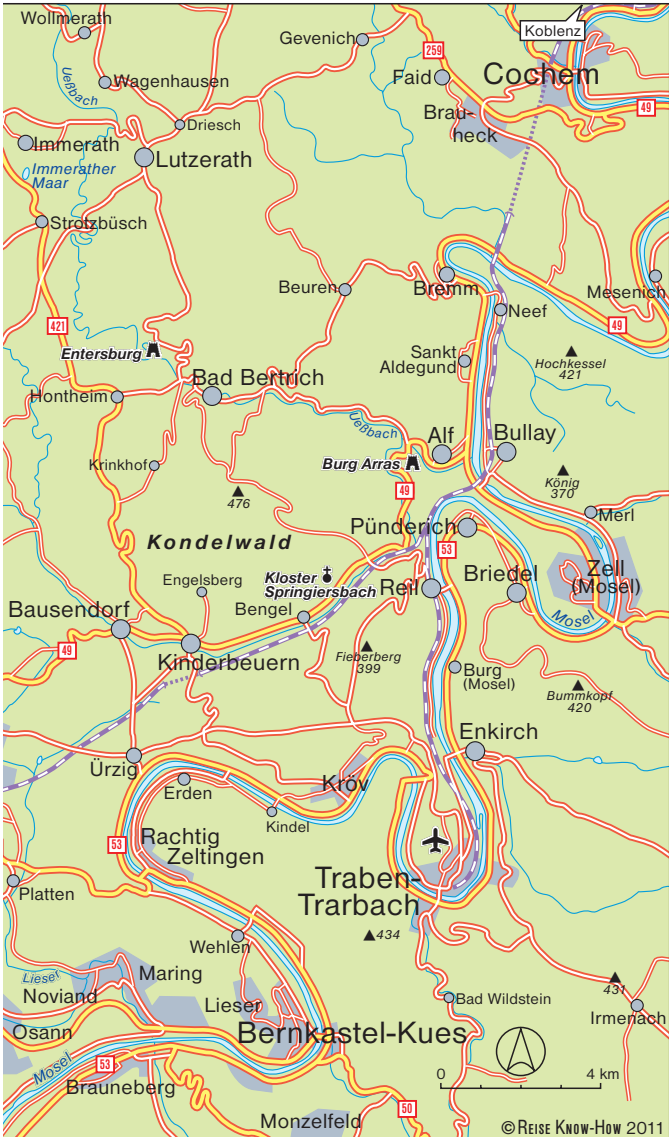 Wollmerath
Koblenz
Gevenich
259
Faid
Cochem
Ueßbach
Wagenhausen
49
Brau-
heck
Driesch
Immerath
Lutzerath
Immerather
Maar
Strotzbüsch
Beuren
Bremm
Mesenich
Neef
421
49
Entersburg
Sankt
Aldegund
Hochkessel
421
Bad Bertrich
Hontheim
Ueßbach
Alf
Bullay
Krinkhof
Burg Arras
König
370
476
49
Merl
Pünderich
Kondelwald
53
Zell
(Mosel)
Engelsberg
Kloster
Springiersbach
Reil
Briedel
Bausendorf
Bengel
Mosel
49
Kinderbeuern
Fieberberg
399
Burg
(Mosel)
Bummkopf
420
Enkirch
Ürzig
Kröv
Erden
Kindel
53
Rachtig
Zeltingen
Traben-
Trarbach
Platten
434
Wehlen
Lieser
Maring
Noviand
431
Lieser
Bad Wildstein
Irmenach
Osann
Bernkastel-Kues
Mosel
53
0
4 km
Brauneberg
50
Monzelfeld
© REISE KNOW-HOW 2011